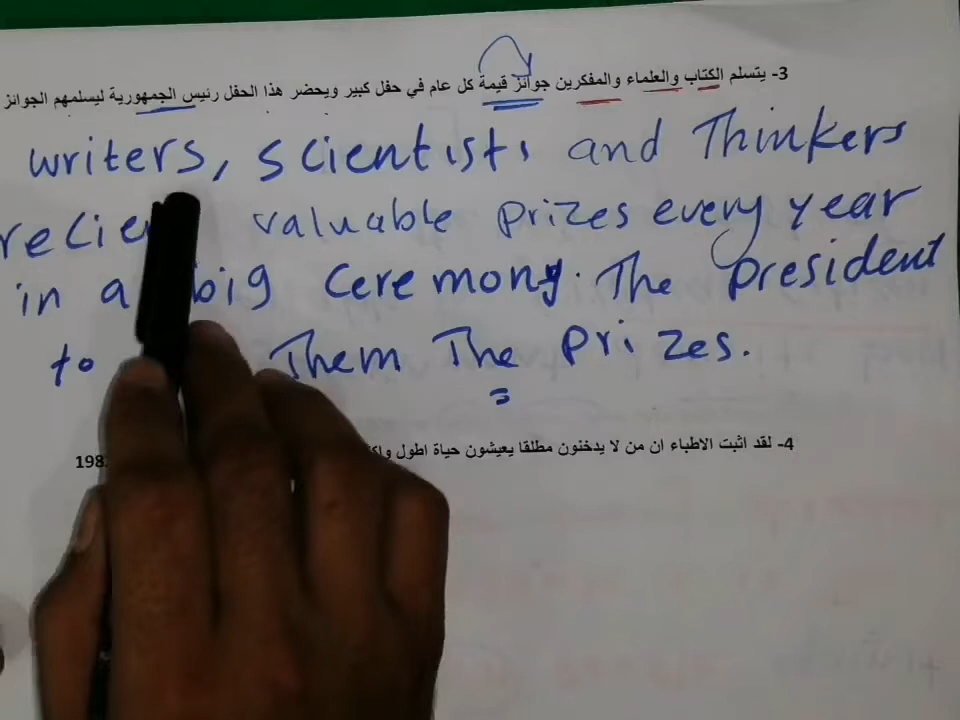 3- يتسلم الكتاب والعلماء والمفكرين جوائز قيمة كل عام في حفل كبير ويحضر هذا الحفل رئيس الجمهورية ليسلمهم الجوائز
writers, scientists and Thinkers
valuable prizes every year
in a big ceremony. The president
to Them The prizes.
4- لقد اثبت الاطباء ان من لا يدخنون مطلقا يعيشون حياة اطول